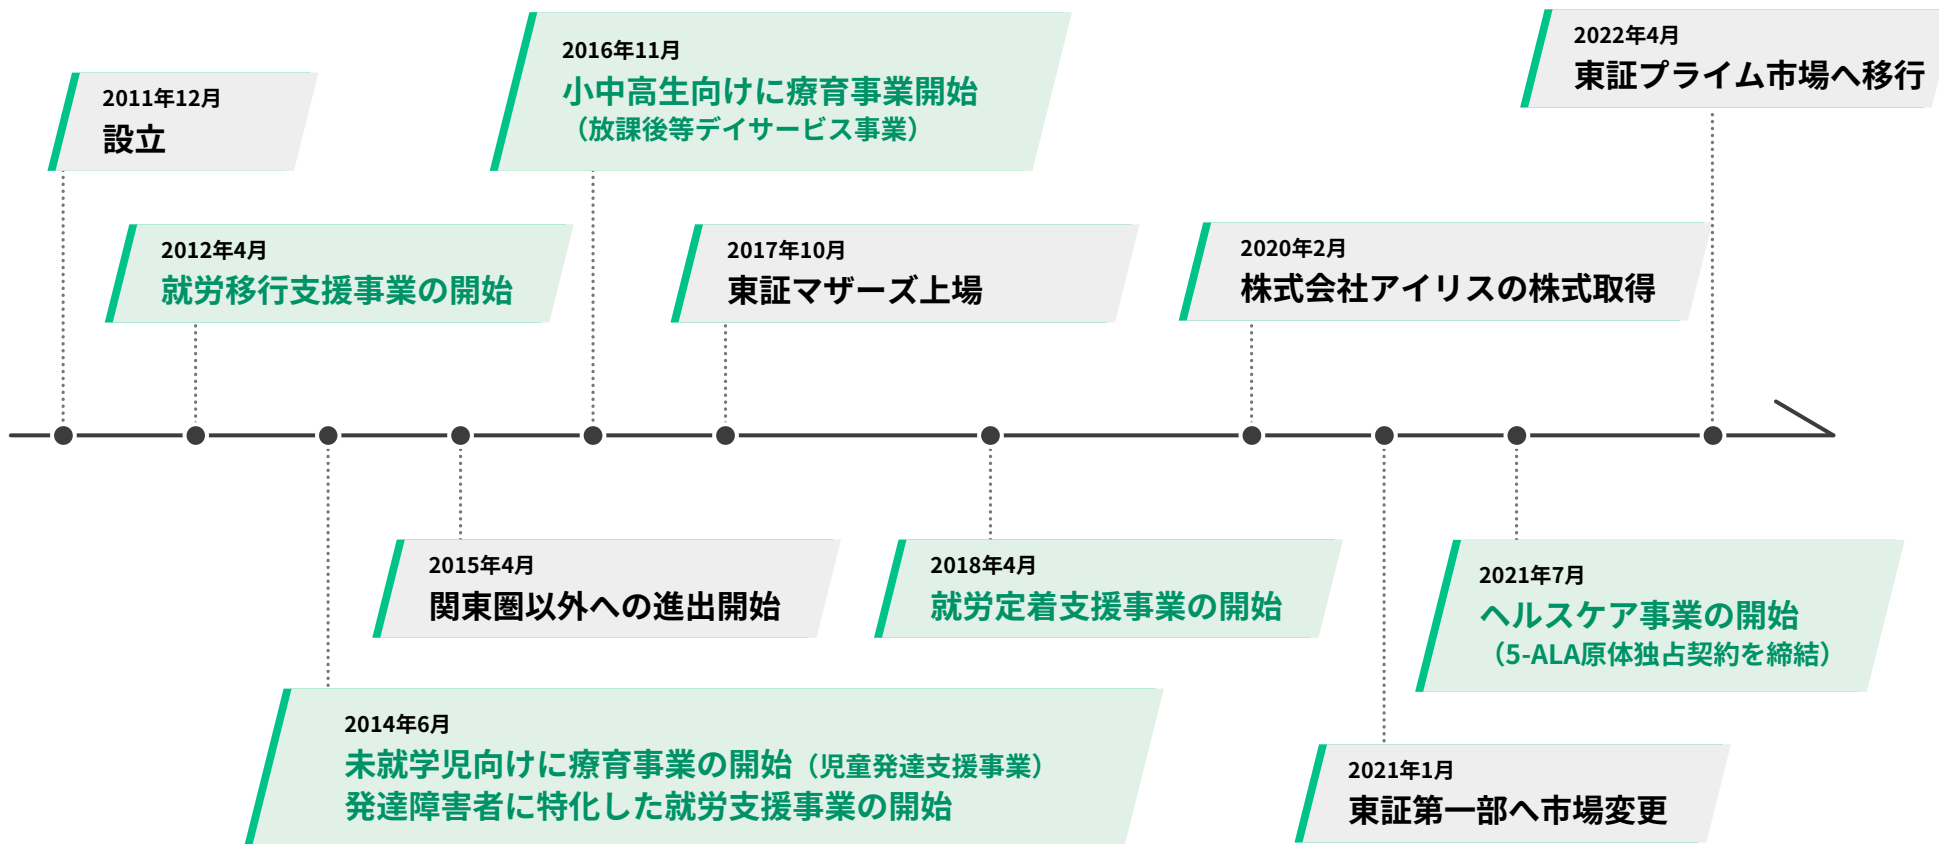 2011年12月
設立
2012年4月
就労移行支援事業の開始
2014年6月
未就学児向けに療育事業の開始（児童発達支援事業）
発達障害者に特化した就労支援事業の開始
2015年4月
関東圏以外への進出開始
2016年11月
小中高生向けに療育事業開始
（放課後等デイサービス事業）
2017年10月
東証マザーズ上場
2018年4月
就労定着支援事業の開始
2020年2月
株式会社アイリスの株式取得
2021年1月
東証第一部へ市場変更
2021年7月
ヘルスケア事業の開始
（5-ALA原体独占契約を締結）
2022年4月
東証プライム市場へ移行